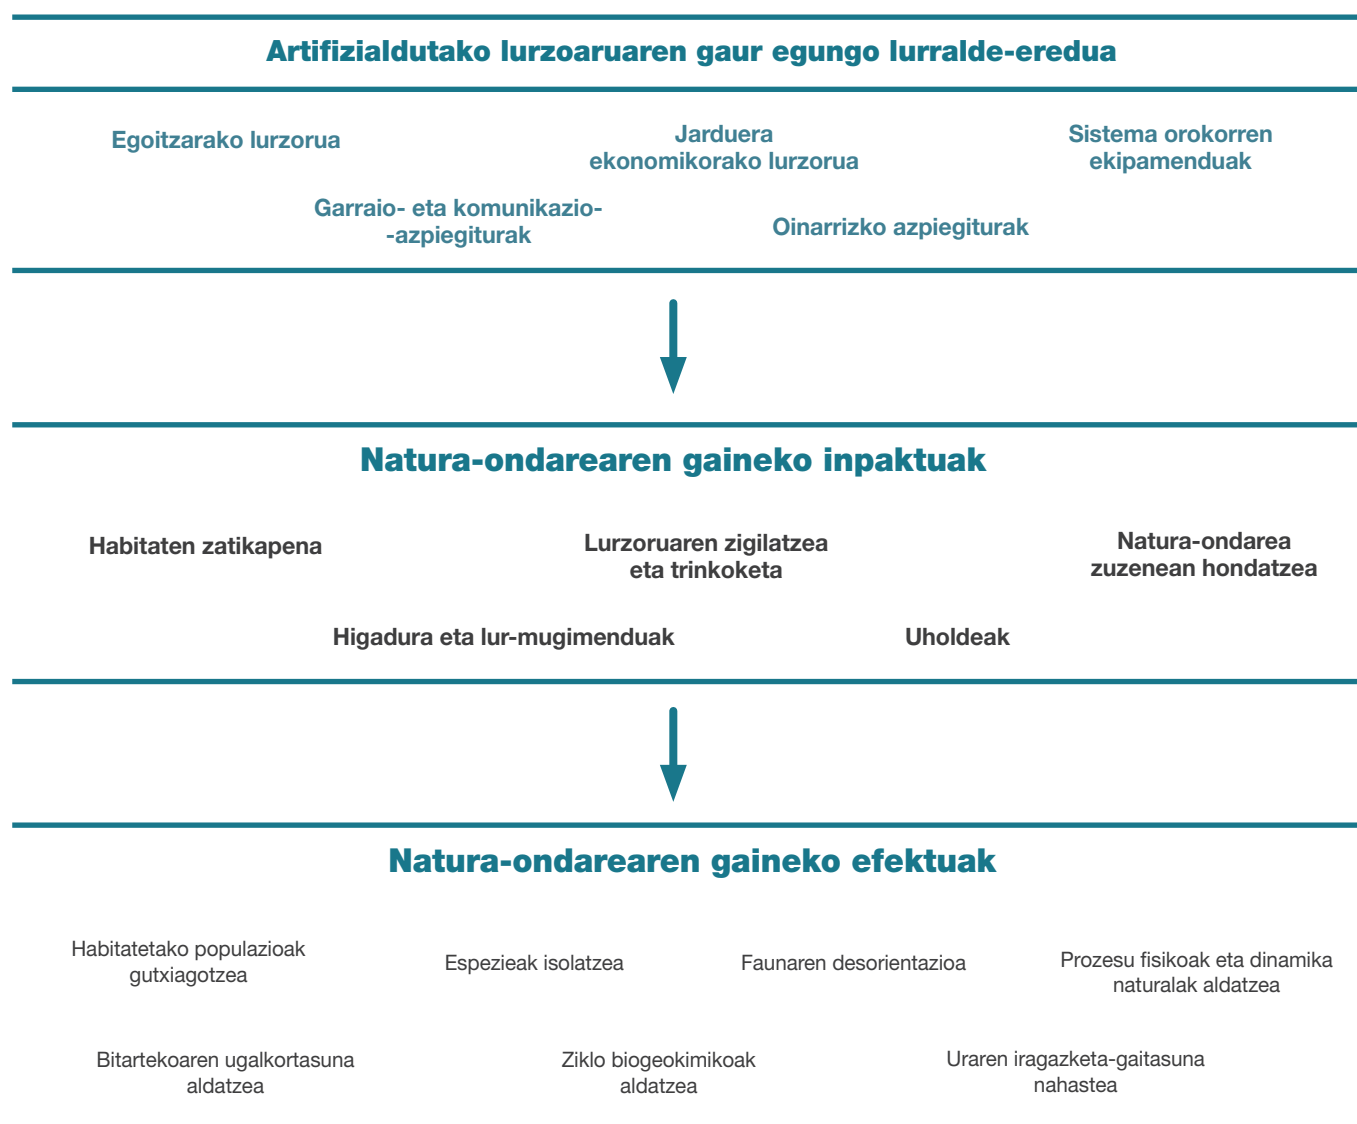 Artifizialdutako lurzoaruaren gaur egungo lurralde-eredua
Egoitzarako lurzorua
Jarduera
ekonomikorako lurzorua
Sistema orokorren
ekipamenduak
Garraio- eta komunikazio-
-azpiegiturak
Oinarrizko azpiegiturak
Natura-ondarearen gaineko inpaktuak
Habitaten zatikapena
Lurzoruaren zigilatzea
eta trinkoketa
Natura-ondarea
zuzenean hondatzea
Higadura eta lur-mugimenduak
Uholdeak
Natura-ondarearen gaineko efektuak
Habitatetako populazioak
gutxiagotzea
Espezieak isolatzea
Faunaren desorientazioa
Prozesu fisikoak eta dinamika
naturalak aldatzea
Bitartekoaren ugalkortasuna
aldatzea
Ziklo biogeokimikoak
aldatzea
Uraren iragazketa-gaitasuna
nahastea